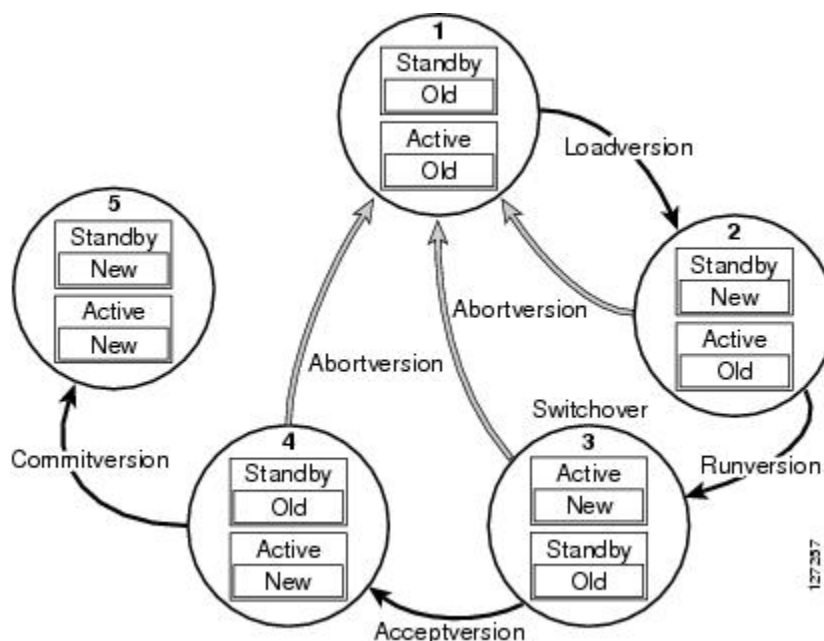 1
Standby
Old
Active
Old
Loadversion
5
Standby
New
Active
New
2
Standby
New
Active
Old
Abortversion
Abortversion
Switchover
4
Standby
Old
Active
New
3
Active
New
Standby
Old
Commitversion
Runversion
Acceptversion
127257